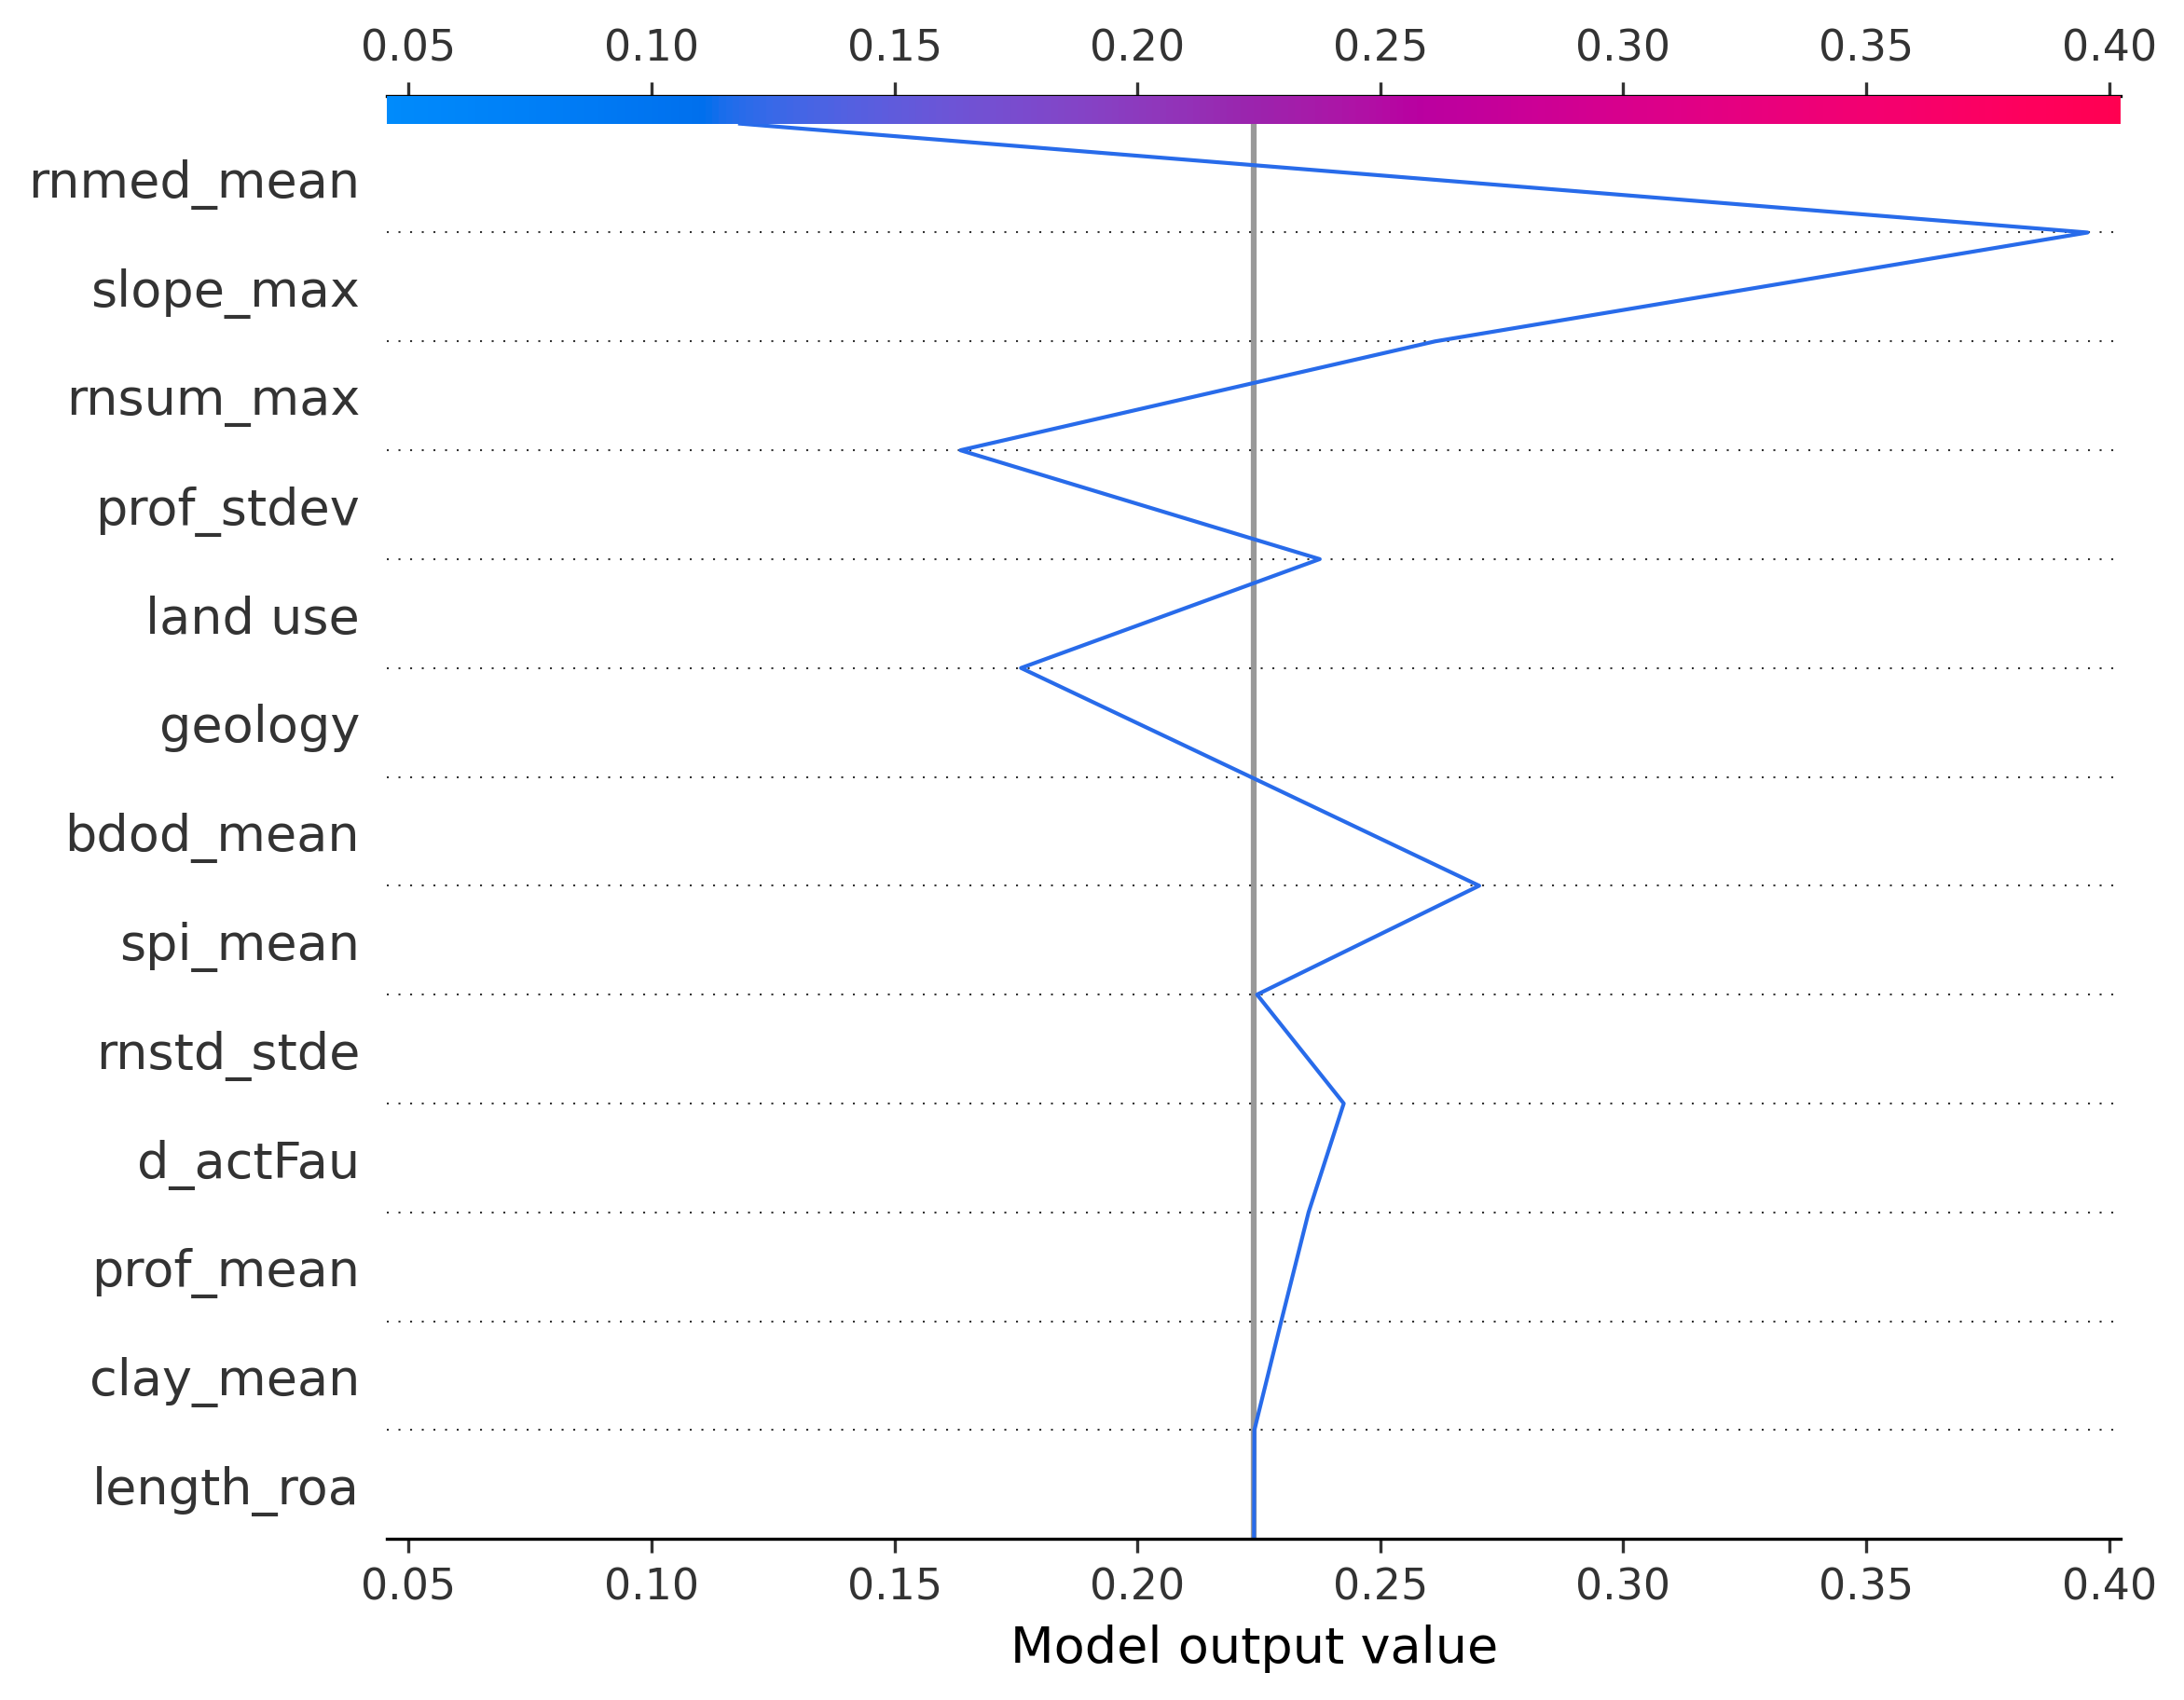 0.05 0.10 0.15 0.20 0.25 0.30 0.35 0.40
rnmed_mean
slope_max
rnsum_max
prof_stdev
land use
geology
bdod_mean
spi_mean
rnstd_stde
d_actFau
prof_mean
clay_mean
length_roa
0.05 0.10 0.15 0.20 0.25 0.30 0.35 0.40
Model output value